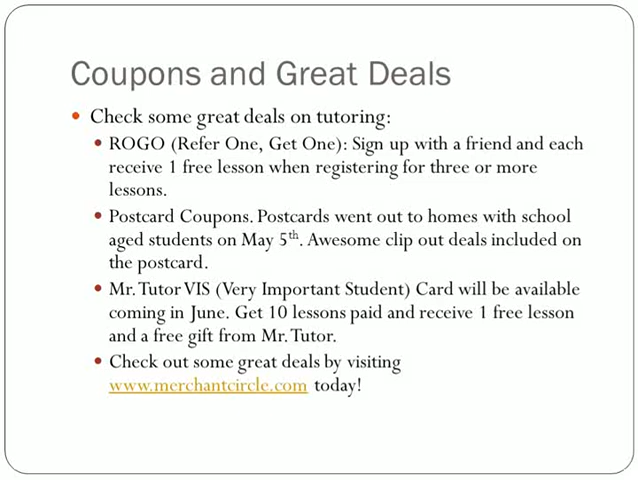 Coupons and Great Deals
• Check some great deals on tutoring:
• ROGO (Refer One, Get One): Sign up with a friend and each
receive 1 free lesson when registering for three or more
lessons.
• Postcard Coupons. Postcards went out to homes with school
aged students on May 5th. Awesome clip out deals included on
the postcard.
• Mr. Tutor VIS (Very Important Student) Card will be available
coming in June. Get 10 lessons paid and receive 1 free lesson
and a free gift from Mr. Tutor.
• Check out some great deals by visiting
www.merchantcircle.com today!